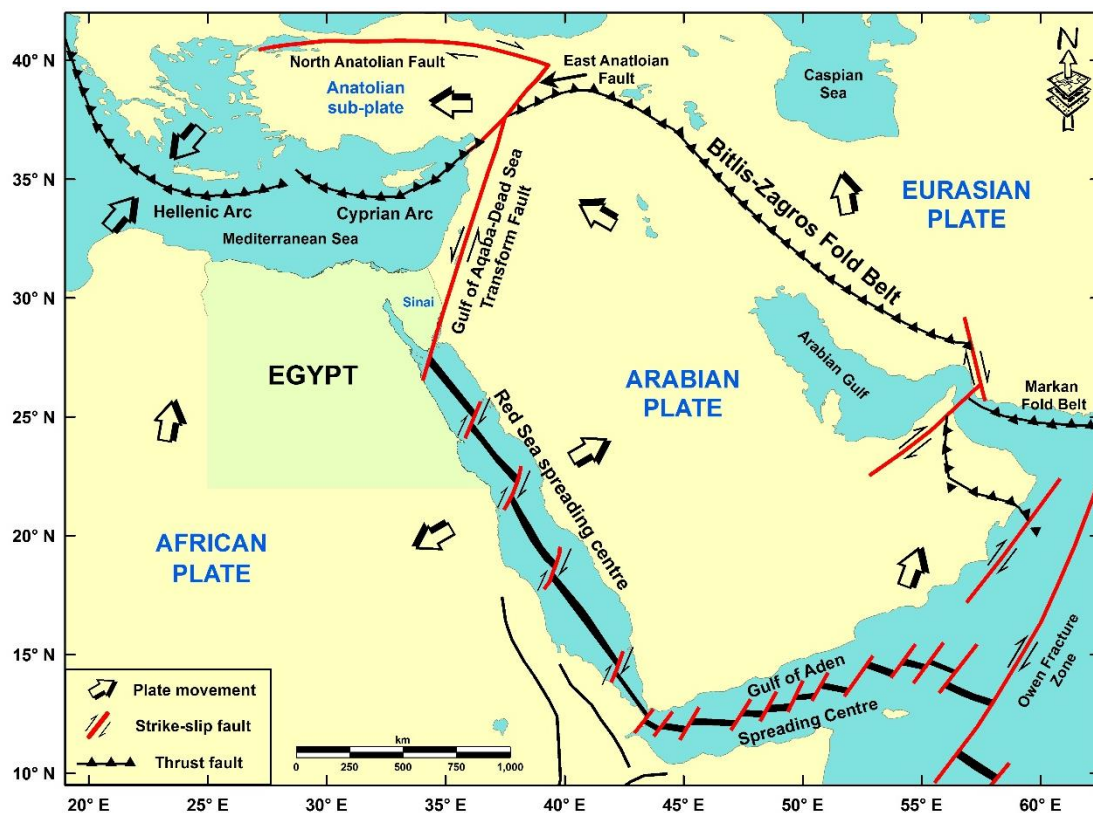 40° N
35° N
30° N
25° N
20° N
15° N
10° N
North Anatolian Fault
East Anatloian
Fault
Anatolian
sub-plate
Caspian
Sea
N
Bitlis-Zagros Fold Belt
EURASIAN
PLATE
Hellenic Arc
Cyprian Arc
Mediterranean Sea
Gulf of Aqaba-Dead Sea
Transform Fault
Sinai
EGYPT
Arabian Gulf
ARABIAN
PLATE
Markan
Fold Belt
Red Sea spreading centre
AFRICAN
PLATE
Owen Fracture
Zone
Gulf of Aden
Spreading Centre
Plate movement
Strike-slip fault
Thrust fault
km
0 250 500 750 1,000
20° E 25° E 30° E 35° E 40° E 45° E 50° E 55° E 60° E